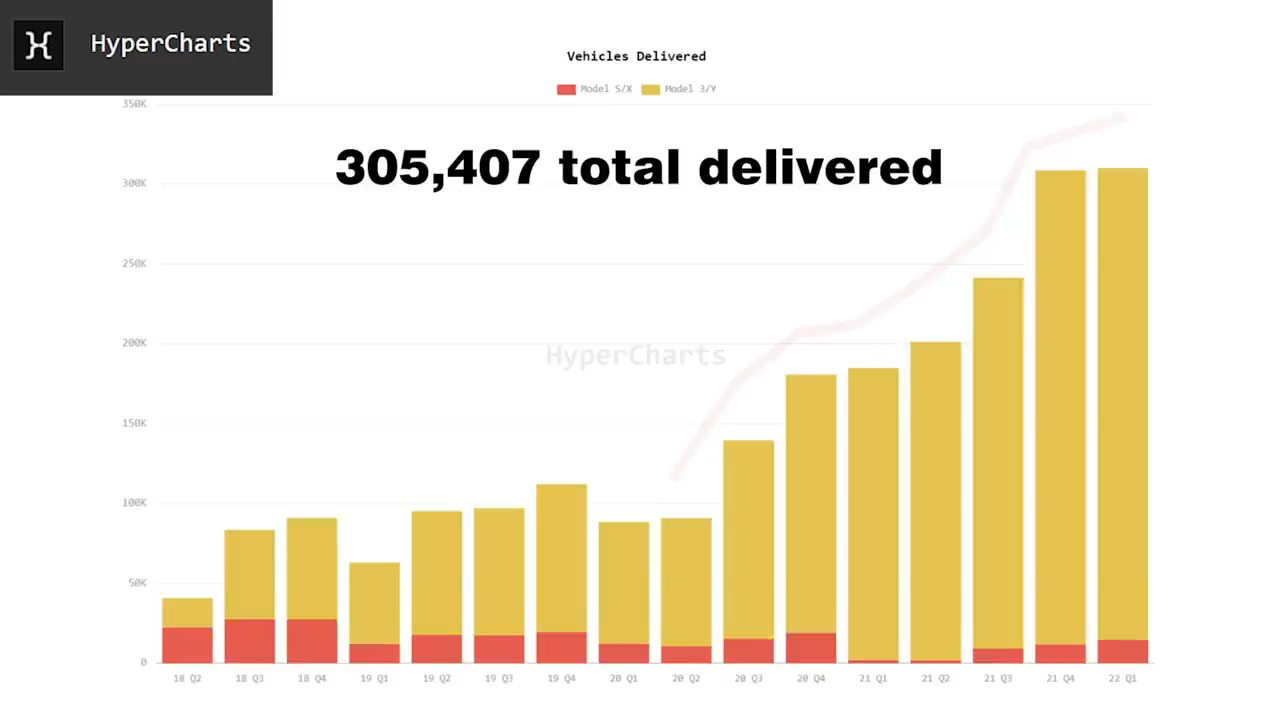 HyperCharts
Vehicles Delivered
Model S/X Model 3/Y
350K
305,407 total delivered
300K
250K
200K
HyperCharts
150K
100K
50K
0
18 Q2 18 Q3 18 Q4 19 Q1 19 Q2 19 Q3 19 Q4 20 Q1 20 Q2 20 Q3 20 Q4 21 Q1 21 Q2 21 Q3 21 Q4 22 Q1